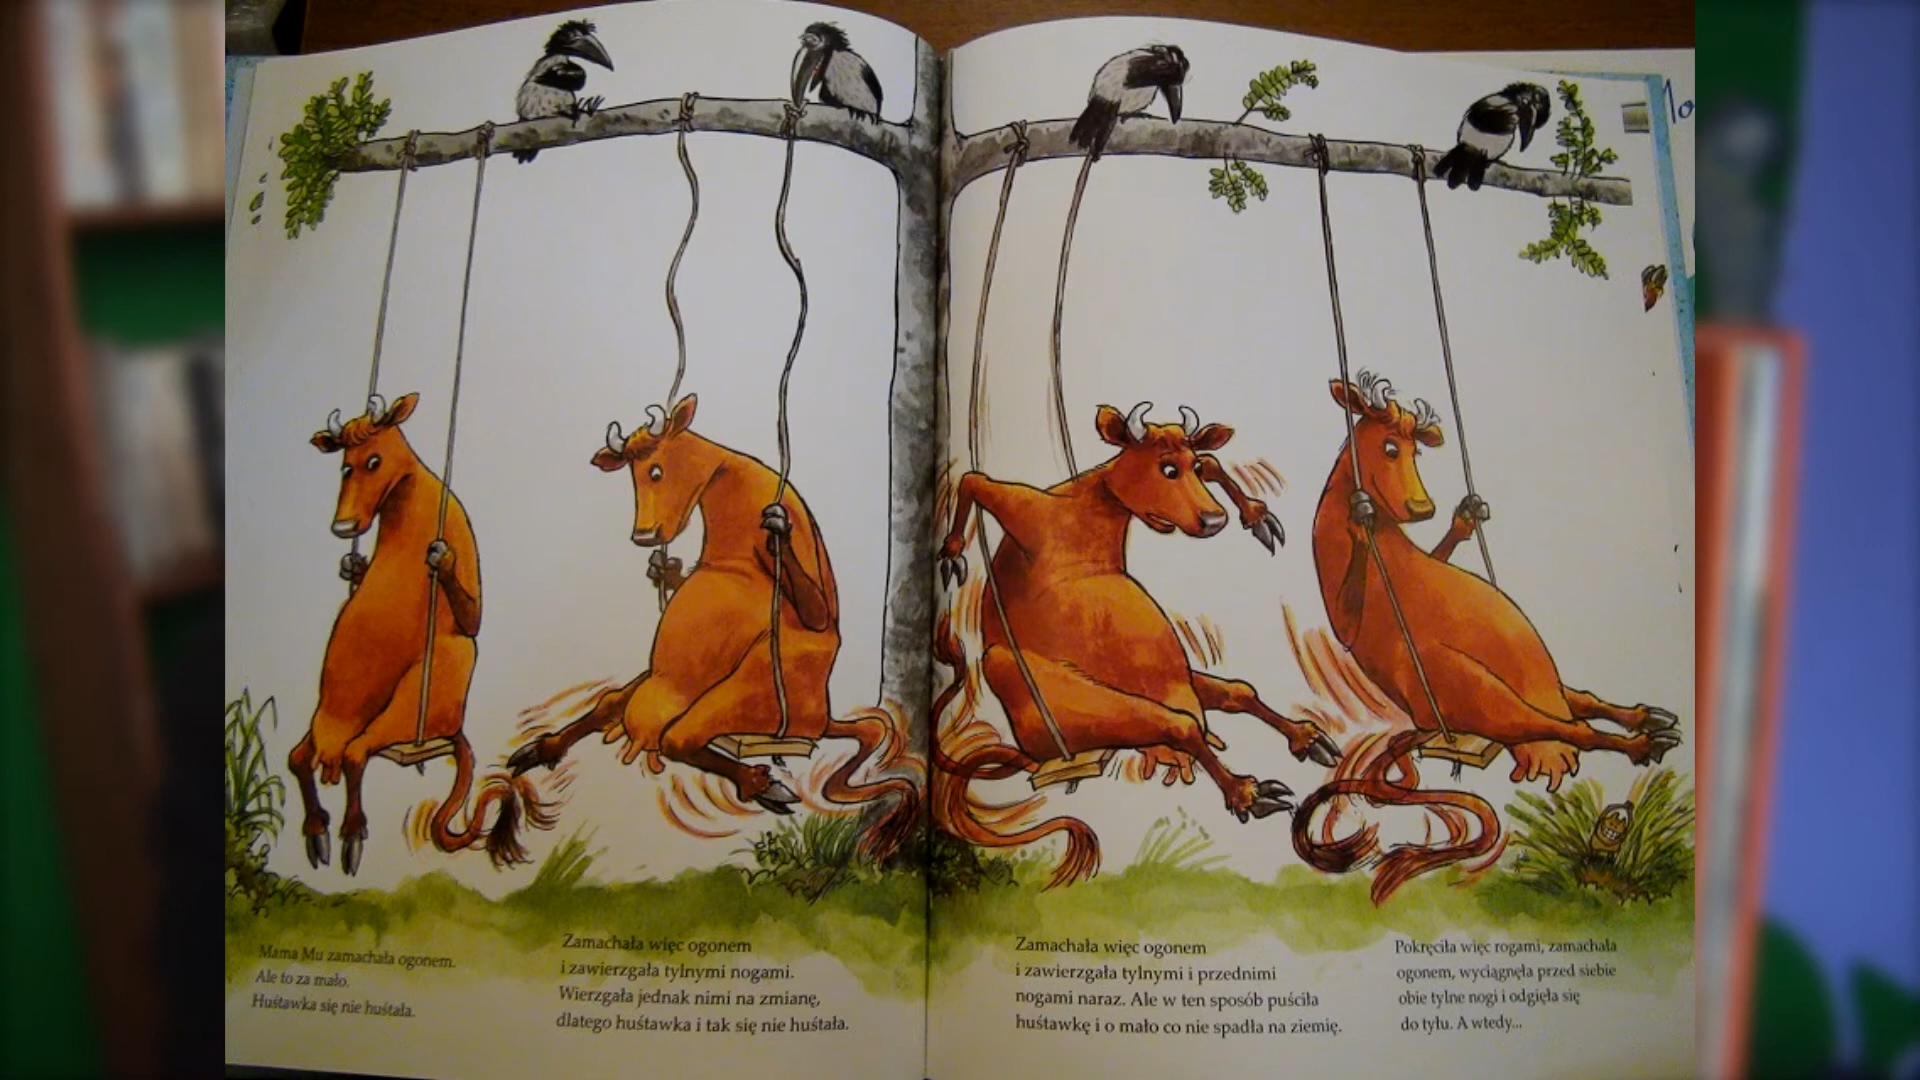 Mama Mu zamachała ogonem.
Ale to za mało.
Huśtawka się nie huśtała.
Zamachała więc ogonem
i zawierzgała tylnymi nogami.
Wierzgała jednak nimi na zmianę,
dlatego huśtawka i tak się nie huśtała.
Zamachała więc ogonem
i zawierzgała tylnymi i przednimi
nogami naraz. Ale w ten sposób puściła
huśtawkę i o mało co nie spadła na ziemię.
Pokręciła więc rogami, zamachała
ogonem, wyciągnęła przed siebie
obie tylne nogi i odgięła się
do tyłu. A wtedy...